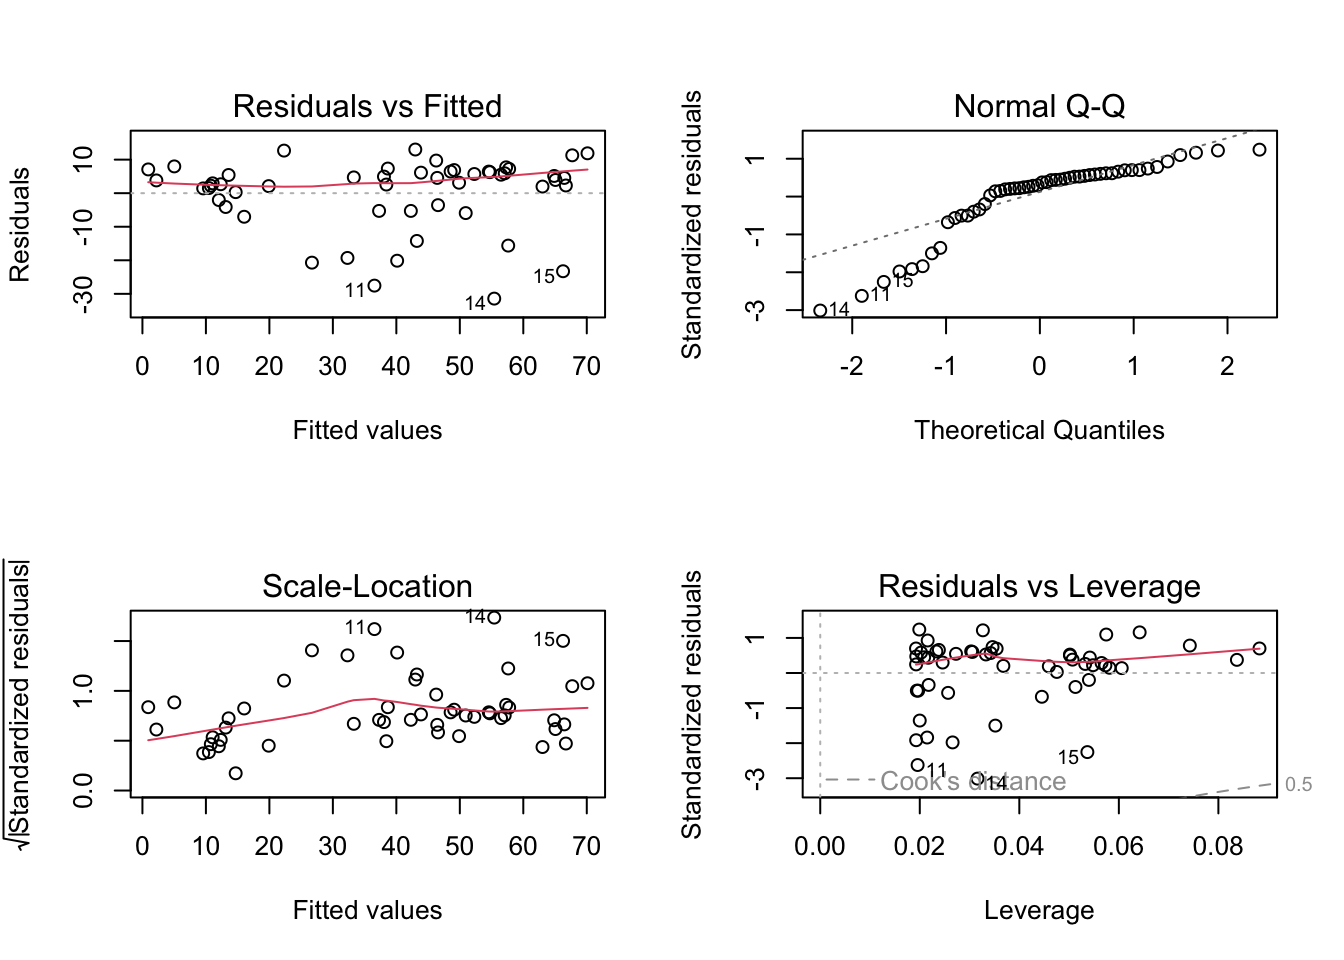 Residuals vs Fitted
Residuals
10
-10
-30
11
14
15
0 10 20 30 40 50 60 70
Fitted values
Normal Q-Q
Standardized residuals
1
-1
-3
14
11
15
-2 -1 0 1 2
Theoretical Quantiles
Scale-Location
√|Standardized residuals|
1.0
0.0
11
14
15
0 10 20 30 40 50 60 70
Fitted values
Residuals vs Leverage
Standardized residuals
1
-1
-3
15
11
14
Cook's distance
0.5
0.00 0.02 0.04 0.06 0.08
Leverage